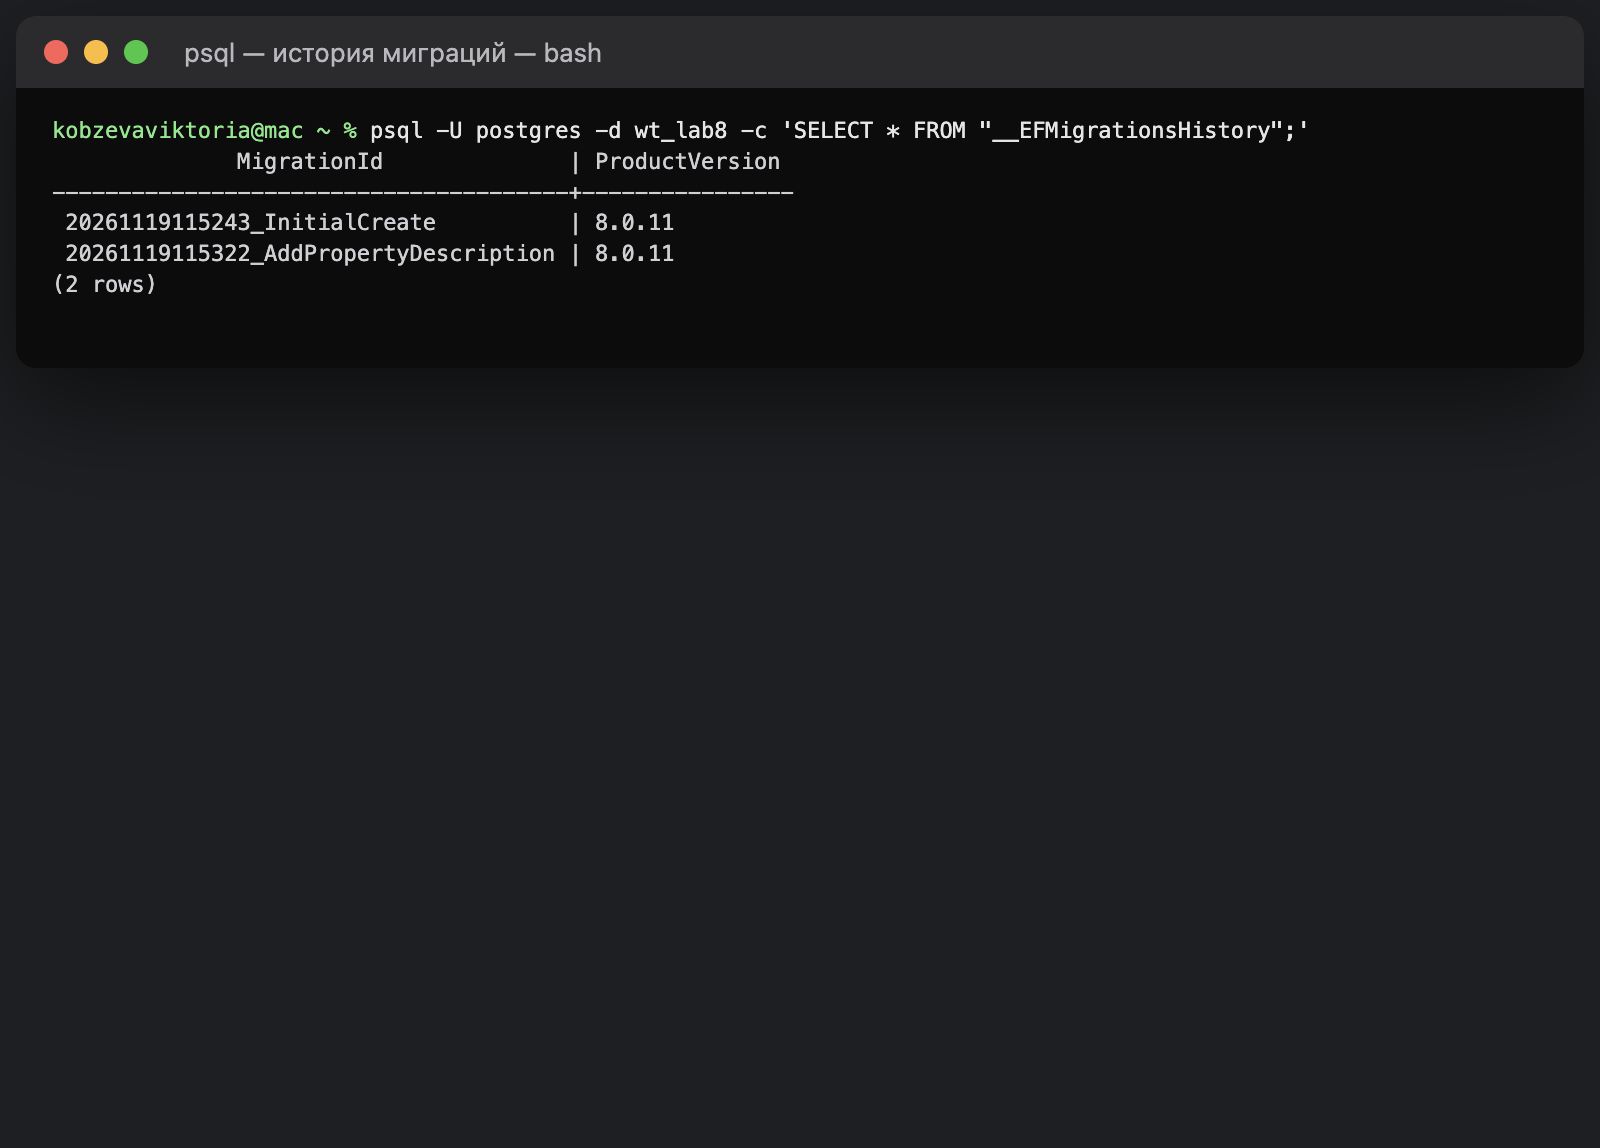 psql — история миграций — bash
kobzevaviktoria@mac ~ % psql -U postgres -d wt_lab8 -c 'SELECT * FROM "__EFMigrationsHistory";'
              MigrationId              | ProductVersion
---------------------------------------+----------------
 20261119115243_InitialCreate          | 8.0.11
 20261119115322_AddPropertyDescription | 8.0.11
(2 rows)